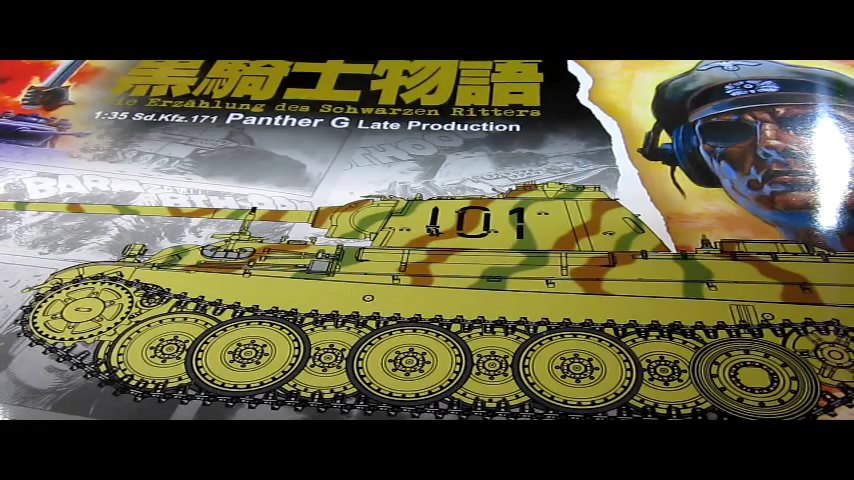 黒騎士物語
ie Erzählung des Schwarzen Ritters
1:35 Sd.Kfz.171 Panther G Late Production
BARA
101